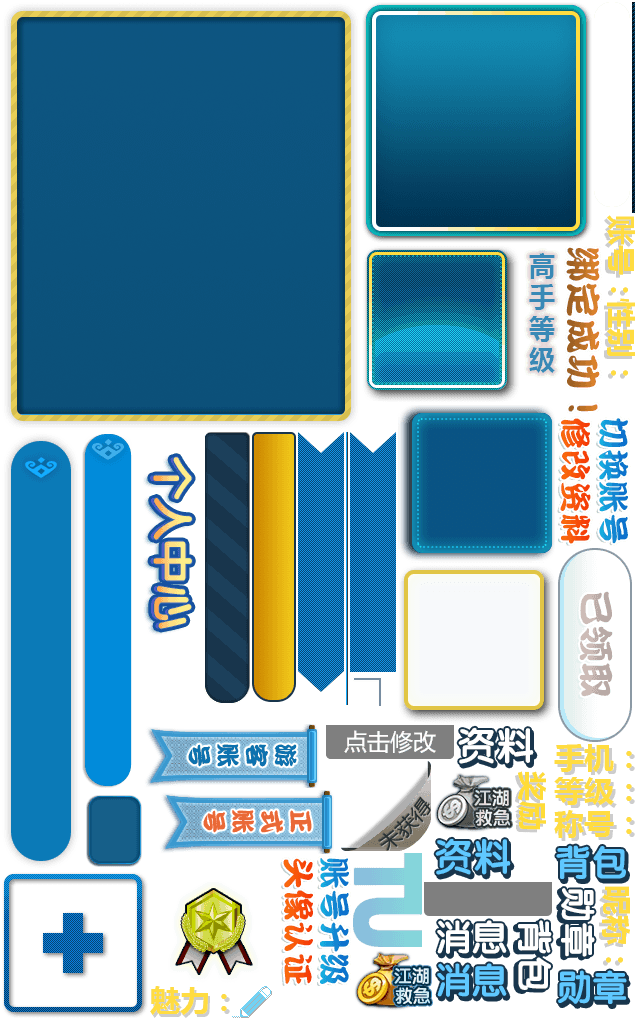 账号：性别：
绑定成功！
高手等级
切换账号
修改资料
个人中心
已领取
游客账号
点击修改
资料
手机：
等级：
称号：
奖励
江湖
救急
正式账号
未获得
资料
背包
账号升级
头像认证
TU
昵称：
勋章
背包
消息
消息
勋章
江湖
救急
魅力：